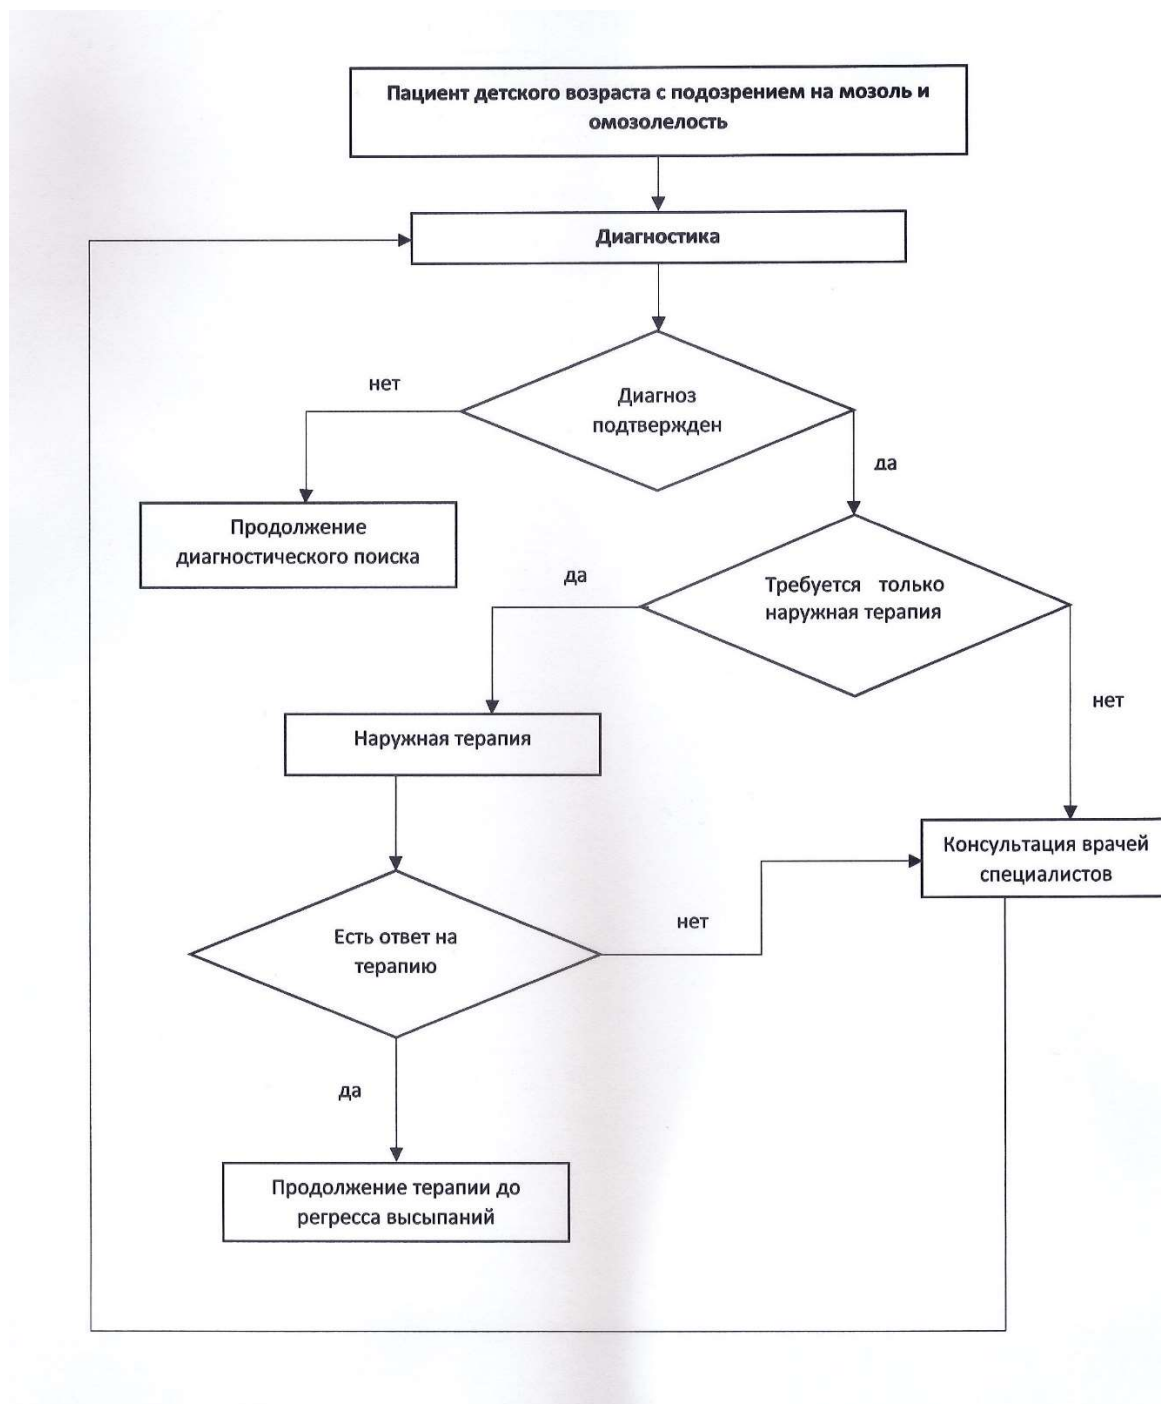 Пациент детского возраста с подозрением на мозоль и
омозолелость
Диагностика
нет
Диагноз
подтвержден
да
Продолжение
диагностического поиска
да
Требуется только
наружная терапия
нет
Наружная терапия
Консультация врачей
специалистов
Есть ответ на
терапию
нет
да
Продолжение терапии до
регресса высыпаний